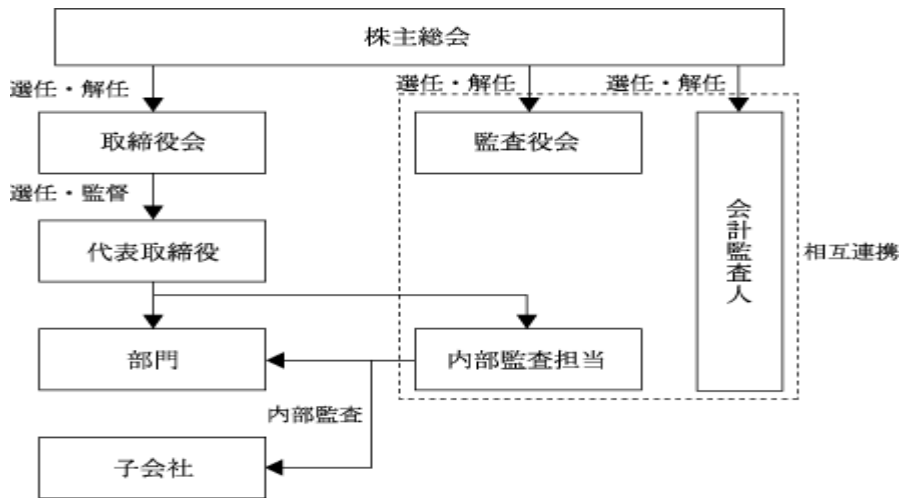 株主総会
選任・解任
選任・解任
選任・解任
取締役会
監査役会
会計監査人
選任・監督
代表取締役
相互連携
部門
内部監査担当
内部監査
子会社